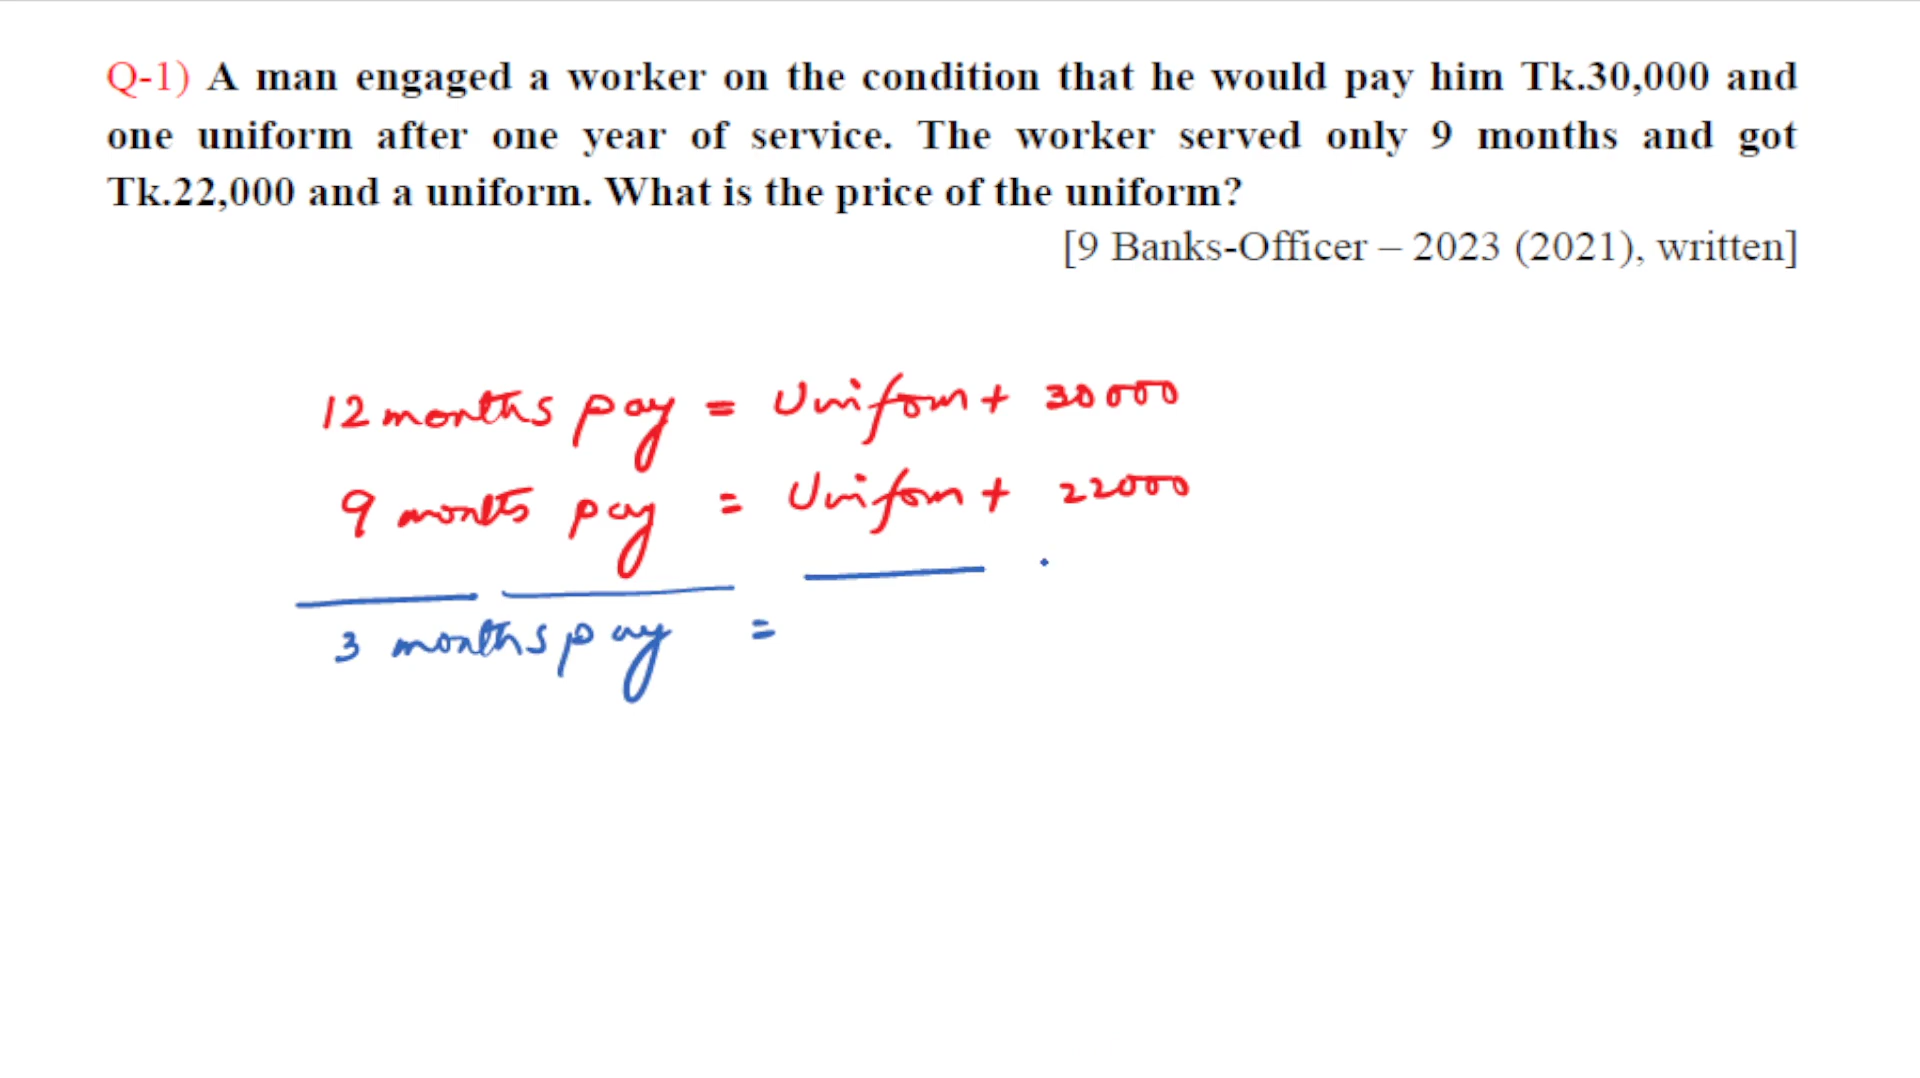 Q-1) A man engaged a worker on the condition that he would pay him Tk.30,000 and
one uniform after one year of service. The worker served only 9 months and got
Tk.22,000 and a uniform. What is the price of the uniform?
[9 Banks-Officer – 2023 (2021), written]
12 months pay = Uniform + 30000
9 months pay = Uniform + 22000
3 months pay =